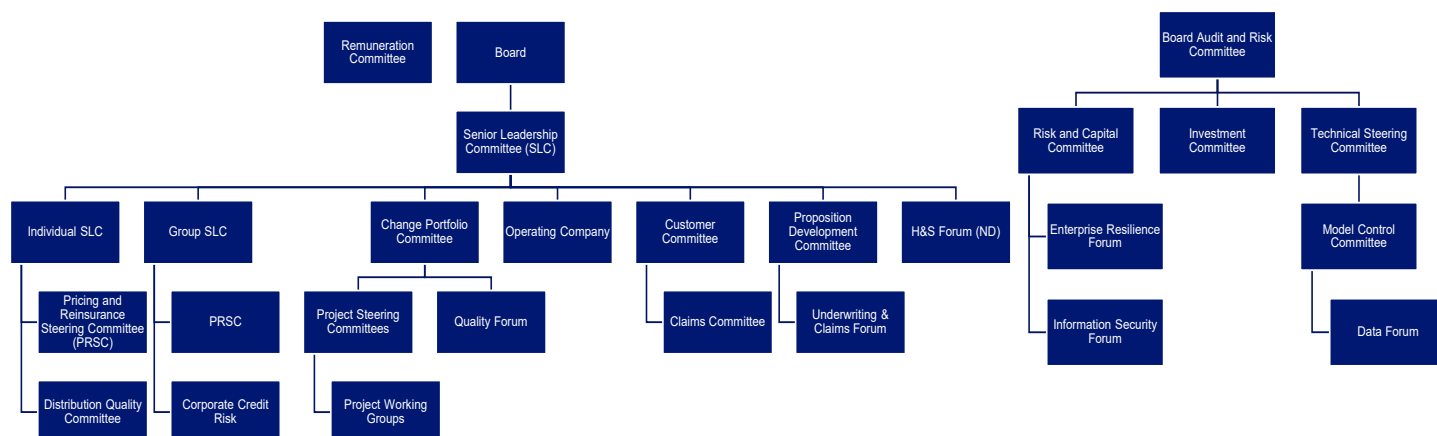 Remuneration
Committee
Board
Board Audit and Risk
Committee
Senior Leadership
Committee (SLC)
Risk and Capital
Committee
Investment
Committee
Technical Steering
Committee
Individual SLC
Group SLC
Change Portfolio
Committee
Operating Company
Customer
Committee
Proposition
Development
Committee
H&S Forum (ND)
Enterprise Resilience
Forum
Model Control
Committee
Pricing and
Reinsurance
Steering Committee
(PRSC)
PRSC
Project Steering
Committees
Quality Forum
Claims Committee
Underwriting &
Claims Forum
Information Security
Forum
Data Forum
Distribution Quality
Committee
Corporate Credit
Risk
Project Working
Groups